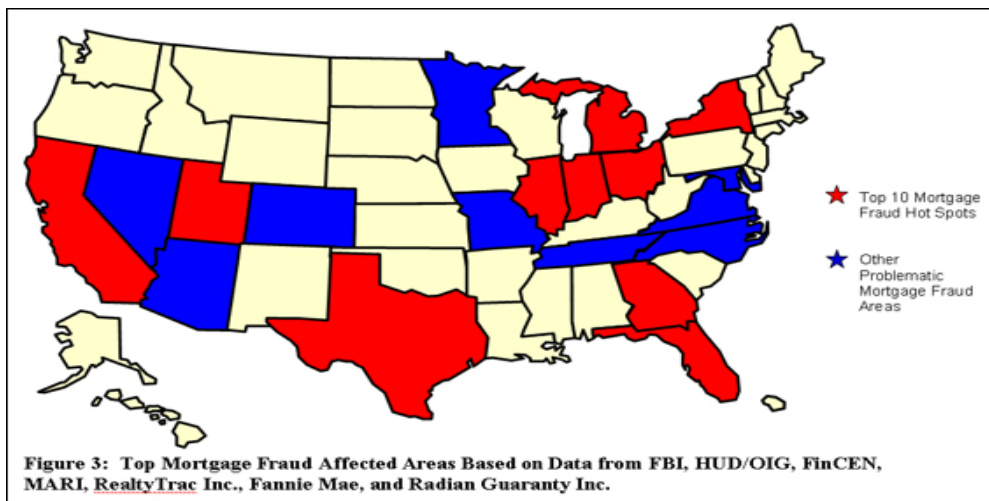 Top 10 Mortgage
Fraud Hot Spots
Other
Problematic
Mortgage Fraud
Areas
Figure 3:  Top Mortgage Fraud Affected Areas Based on Data from FBI, HUD/OIG, FinCEN,
MARI, RealtyTrac Inc., Fannie Mae, and Radian Guaranty Inc.